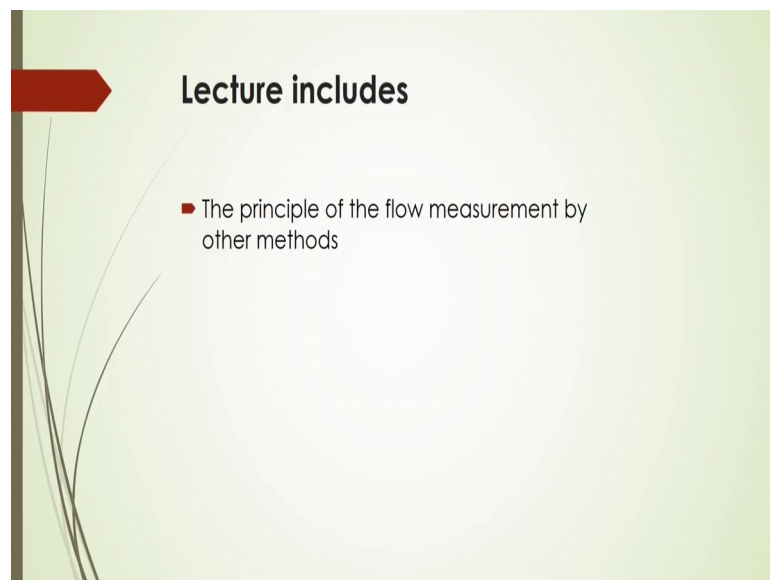 Lecture includes
The principle of the flow measurement by
other methods